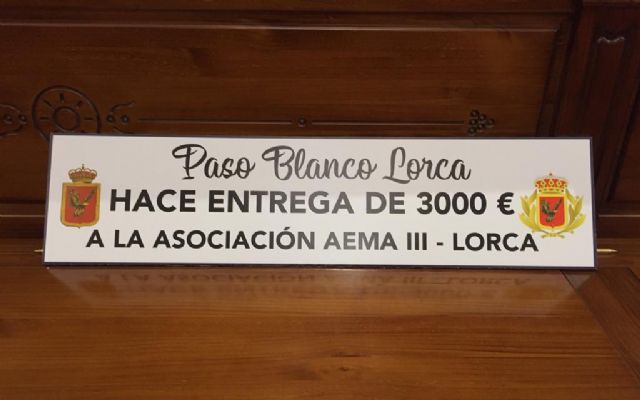 Paso Blanco Lorca
HACE ENTREGA DE 3000 €
A LA ASOCIACIÓN AEMA III - LORCA